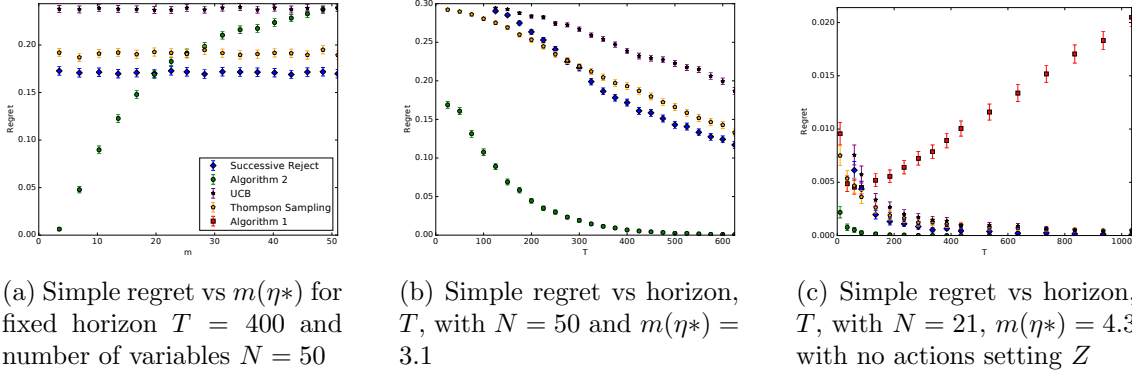 0.20
0.15
0.10
0.05
0.00
Regret
0 10 20 30 40 50
m
Successive Reject
Algorithm 2
UCB
Thompson Sampling
Algorithm 1
0.30
0.25
0.20
0.15
0.10
0.05
0.00
Regret
0 100 200 300 400 500 600
T
0.020
0.015
0.010
0.005
0.000
Regret
0 200 400 600 800 1000
T
(a) Simple regret vs m(η∗) for
fixed horizon T = 400 and
number of variables N = 50
(b) Simple regret vs horizon,
T, with N = 50 and m(η∗) =
3.1
(c) Simple regret vs horizon,
T, with N = 21, m(η∗) = 4.3
with no actions setting Z